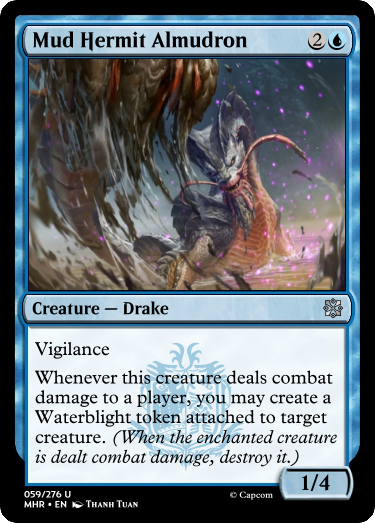 Mud Hermit Almudron 2
Creature — Drake
Vigilance
Whenever this creature deals combat
damage to a player, you may create a
Waterblight token attached to target
creature. (When the enchanted creature
is dealt combat damage, destroy it.)
1/4
059/276 U
MHR • EN Thanh Tuan
© Capcom